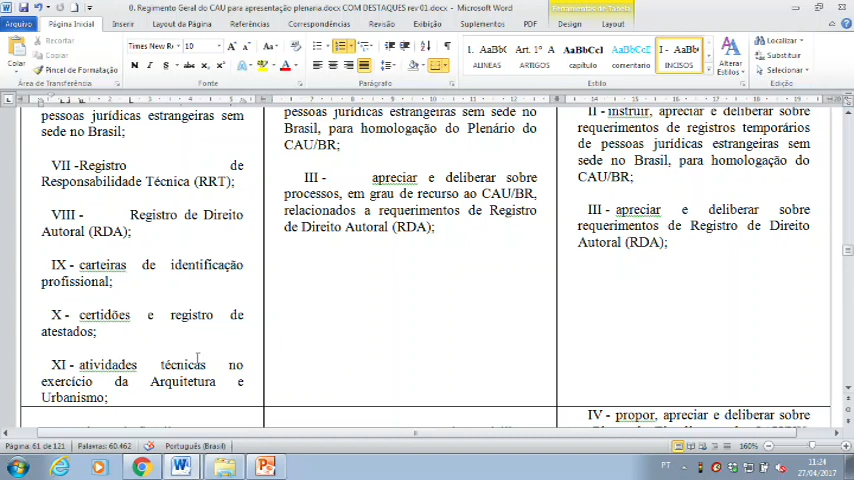 0. Regimento Geral do CAU para apresentação plenaria.docx COM DESTAQUES rev 01.docx - Microsoft Word
Ferramentas de Tabela
Arquivo Página Inicial Inserir Layout da Página Referências Correspondências Revisão Exibição Suplementos PDF Design Layout
Colar
Recortar
Copiar
Pincel de Formatação
Área de Transferência
Times New Ro 10
N I S abc
Fonte
Parágrafo
1. AaBb( ALINEAS
Art. 1° A ARTIGOS
AaBbCcI CAPITULO
AaBbCcE comentario
I - AaBb( INCISOS
Alterar Estilos
Estilo
Localizar
Substituir
Selecionar
Edição
pessoas jurídicas estrangeiras sem
sede no Brasil;
VII -Registro de
Responsabilidade Técnica (RRT);
VIII - Registro de Direito
Autoral (RDA);
IX - carteiras de identificação
profissional;
X - certidões e registro de
atestados;
XI - atividades técnicas no
exercício da Arquitetura e
Urbanismo;
pessoas jurídicas estrangeiras sem sede no
Brasil, para homologação do Plenário do
CAU/BR;
III - apreciar e deliberar sobre
processos, em grau de recurso ao CAU/BR,
relacionados a requerimentos de Registro
de Direito Autoral (RDA);
II - instruir, apreciar e deliberar sobre
requerimentos de registros temporários
de pessoas jurídicas estrangeiras sem
sede no Brasil, para homologação do
CAU/BR;
III - apreciar e deliberar sobre
requerimentos de Registro de Direito
Autoral (RDA);
IV - propor, apreciar e deliberar sobre
Página: 61 de 121 Palavras: 60.462 Português (Brasil) 160%
PT 11:24
27/04/2017